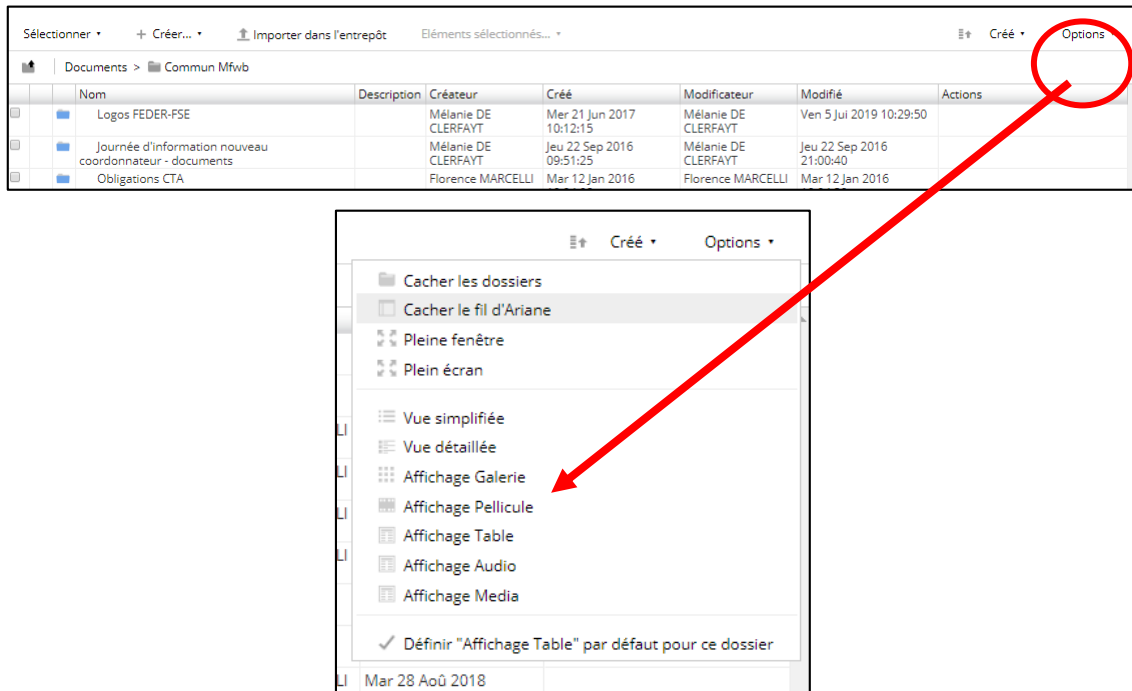 Sélectionner Créer... Importer dans l'entrepôt Eléments sélectionnés... Créé Options
Documents > Commun Mfwb
Nom Description Créateur Créé Modificateur Modifié Actions
Logos FEDER-FSE Mélanie DE Mer 21 Jun 2017 Mélanie DE Ven 5 Jui 2019 10:29:50
CLERFAYT 10:12:15 CLERFAYT
Journée d'information nouveau Mélanie DE Jeu 22 Sep 2016 Mélanie DE Jeu 22 Sep 2016
coordonnateur - documents CLERFAYT 09:51:25 CLERFAYT 21:00:40
Obligations CTA Florence MARCELLI Mar 12 Jan 2016 Florence MARCELLI Mar 12 Jan 2016
Créé Options
Cacher les dossiers
Cacher le fil d'Ariane
Pleine fenêtre
Plein écran
Vue simplifiée
LI
Vue détaillée
LI Affichage Galerie
LI Affichage Pellicule
Affichage Table
LI
Affichage Audio
Affichage Media
Définir "Affichage Table" par défaut pour ce dossier
LI Mar 28 Aoû 2018